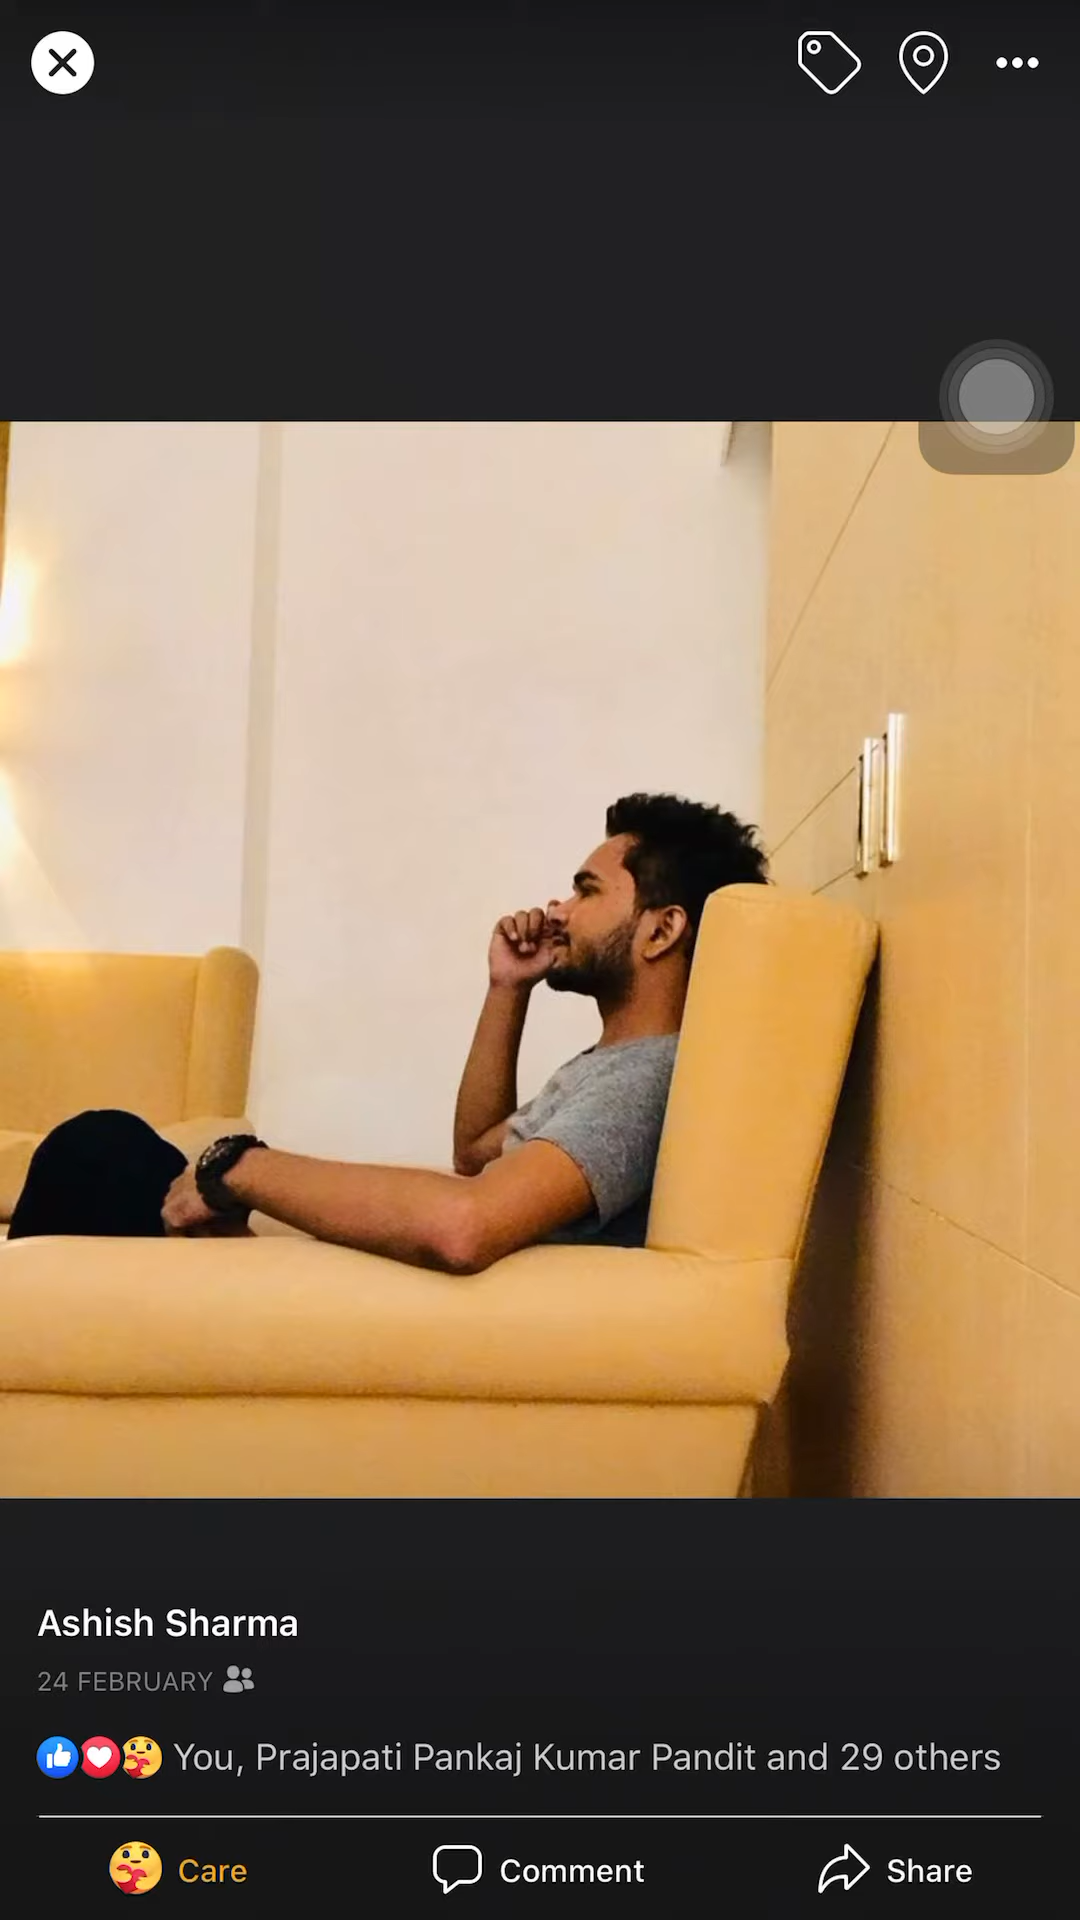 Ashish Sharma
24 FEBRUARY
You, Prajapati Pankaj Kumar Pandit and 29 others
Care
Comment
Share